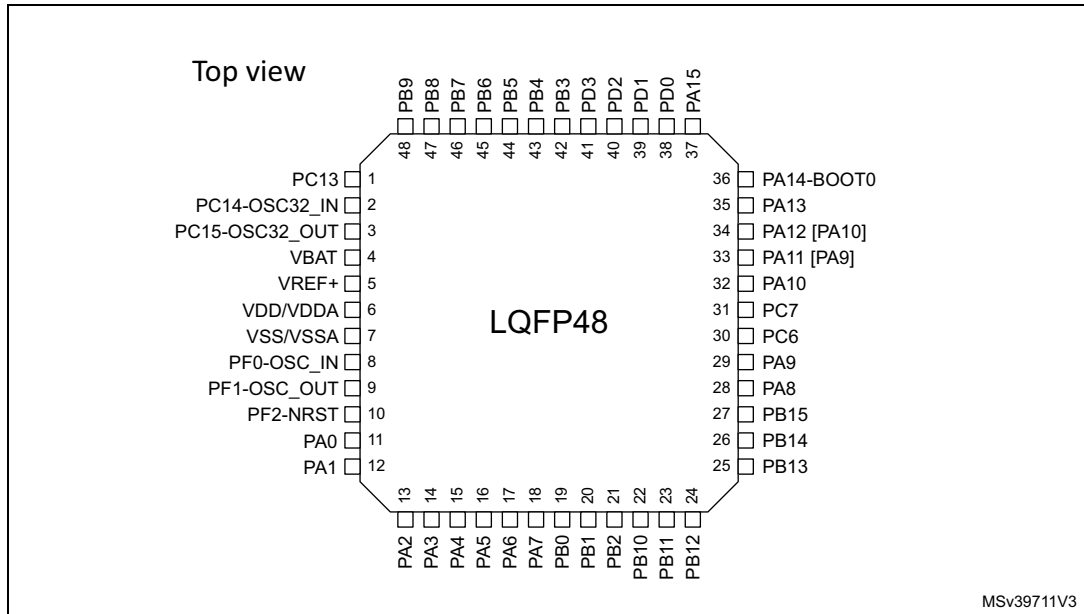 Top view
PB9
PB8
PB7
PB6
PB5
PB4
PB3
PD3
PD2
PD1
PD0
PA15
48
47
46
45
44
43
42
41
40
39
38
37
PC13 1
PC14-OSC32_IN 2
PC15-OSC32_OUT 3
VBAT 4
VREF+ 5
VDD/VDDA 6
VSS/VSSA 7
PF0-OSC_IN 8
PF1-OSC_OUT 9
PF2-NRST 10
PA0 11
PA1 12
LQFP48
36 PA14-BOOT0
35 PA13
34 PA12 [PA10]
33 PA11 [PA9]
32 PA10
31 PC7
30 PC6
29 PA9
28 PA8
27 PB15
26 PB14
25 PB13
13
14
15
16
17
18
19
20
21
22
23
24
PA2
PA3
PA4
PA5
PA6
PA7
PB0
PB1
PB2
PB10
PB11
PB12
MSv39711V3